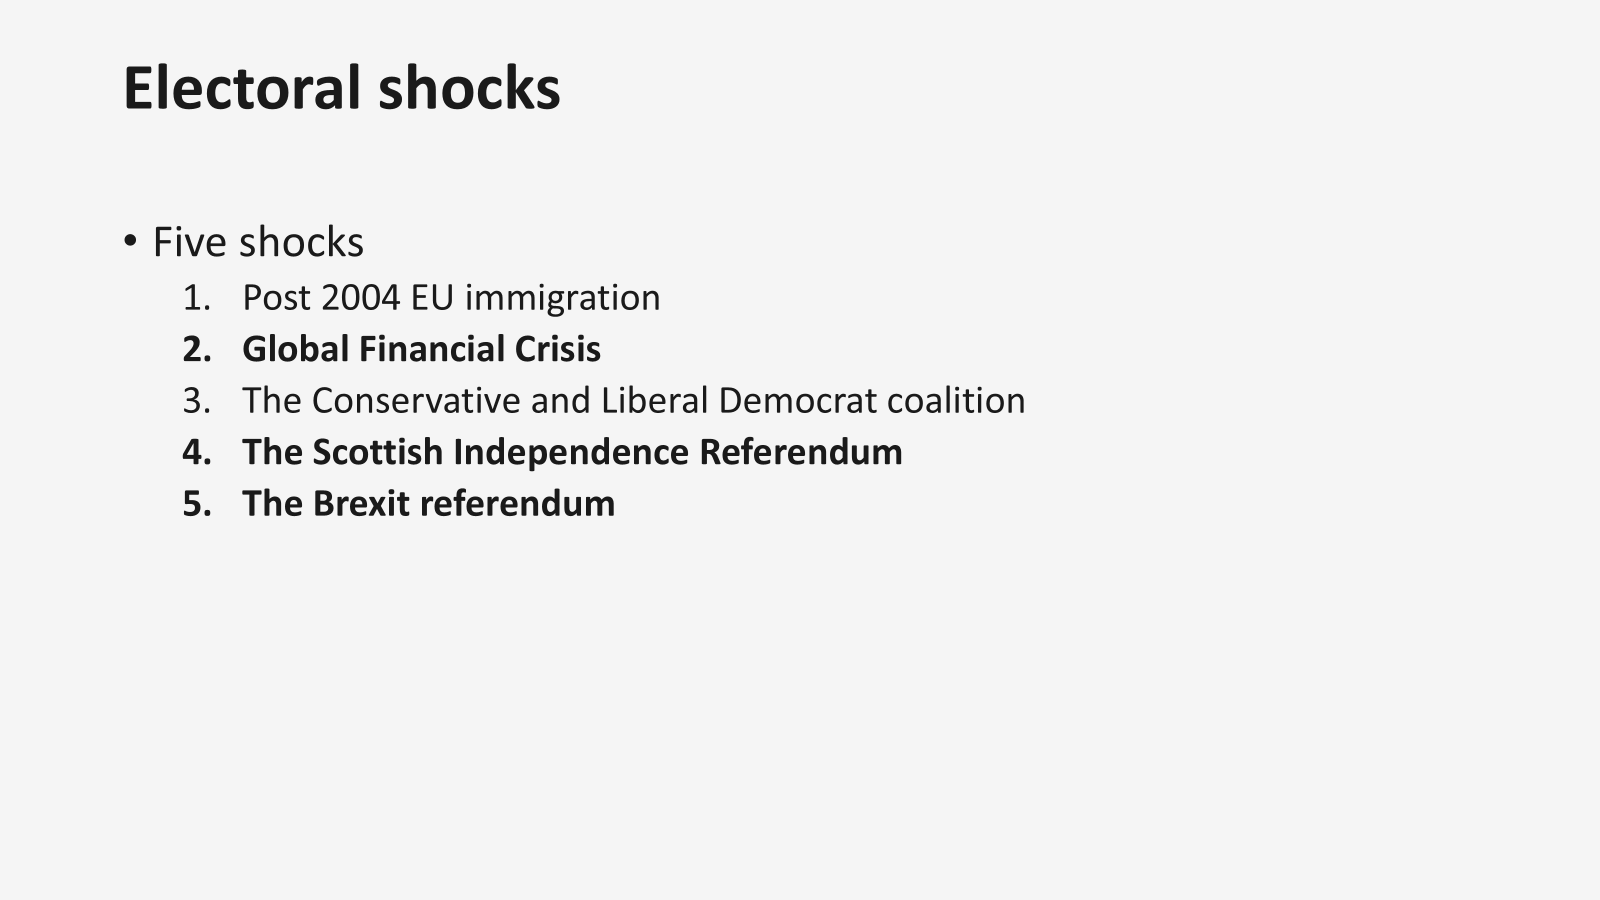 Electoral shocks
• Five shocks
1. Post 2004 EU immigration
2. Global Financial Crisis
3. The Conservative and Liberal Democrat coalition
4. The Scottish Independence Referendum
5. The Brexit referendum